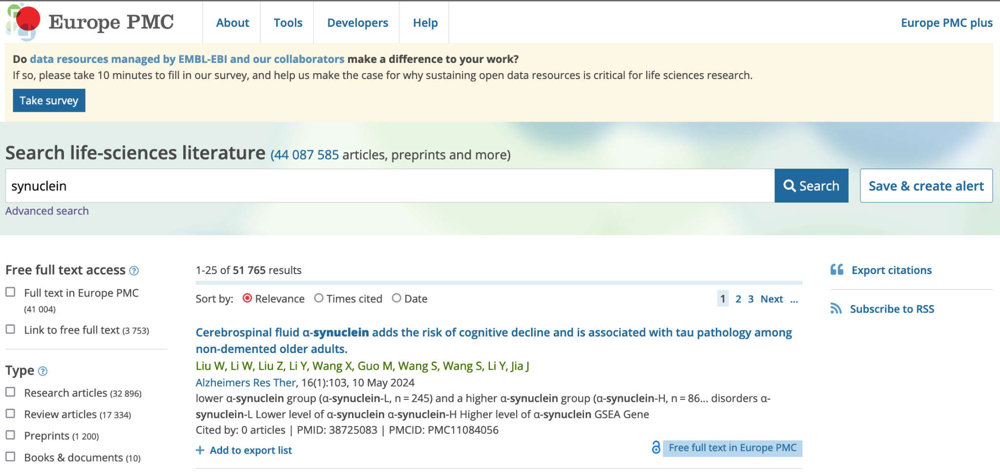 Europe PMC
About
Tools
Developers
Help
Europe PMC plus
Do data resources managed by EMBL-EBI and our collaborators make a difference to your work?
If so, please take 10 minutes to fill in our survey, and help us make the case for why sustaining open data resources is critical for life sciences research.
Take survey
Search life-sciences literature (44 087 585 articles, preprints and more)
synuclein
Search
Save & create alert
Advanced search
Free full text access ?
Full text in Europe PMC
(41 004)
Link to free full text (3 753)
Type ?
Research articles (32 896)
Review articles (17 334)
Preprints (1 200)
Books & documents (10)
1-25 of 51 765 results
Sort by: Relevance Times cited Date
1 2 3 Next ...
Cerebrospinal fluid α-synuclein adds the risk of cognitive decline and is associated with tau pathology among
non-demented older adults.
Liu W, Li W, Liu Z, Li Y, Wang X, Guo M, Wang S, Wang S, Li Y, Jia J
Alzheimers Res Ther, 16(1):103, 10 May 2024
lower α-synuclein group (α-synuclein-L, n = 245) and a higher α-synuclein group (α-synuclein-H, n = 86... disorders α-
synuclein-L Lower level of α-synuclein α-synuclein-H Higher level of α-synuclein GSEA Gene
Cited by: 0 articles | PMID: 38725083 | PMCID: PMC11084056
+ Add to export list
Free full text in Europe PMC
Export citations
Subscribe to RSS